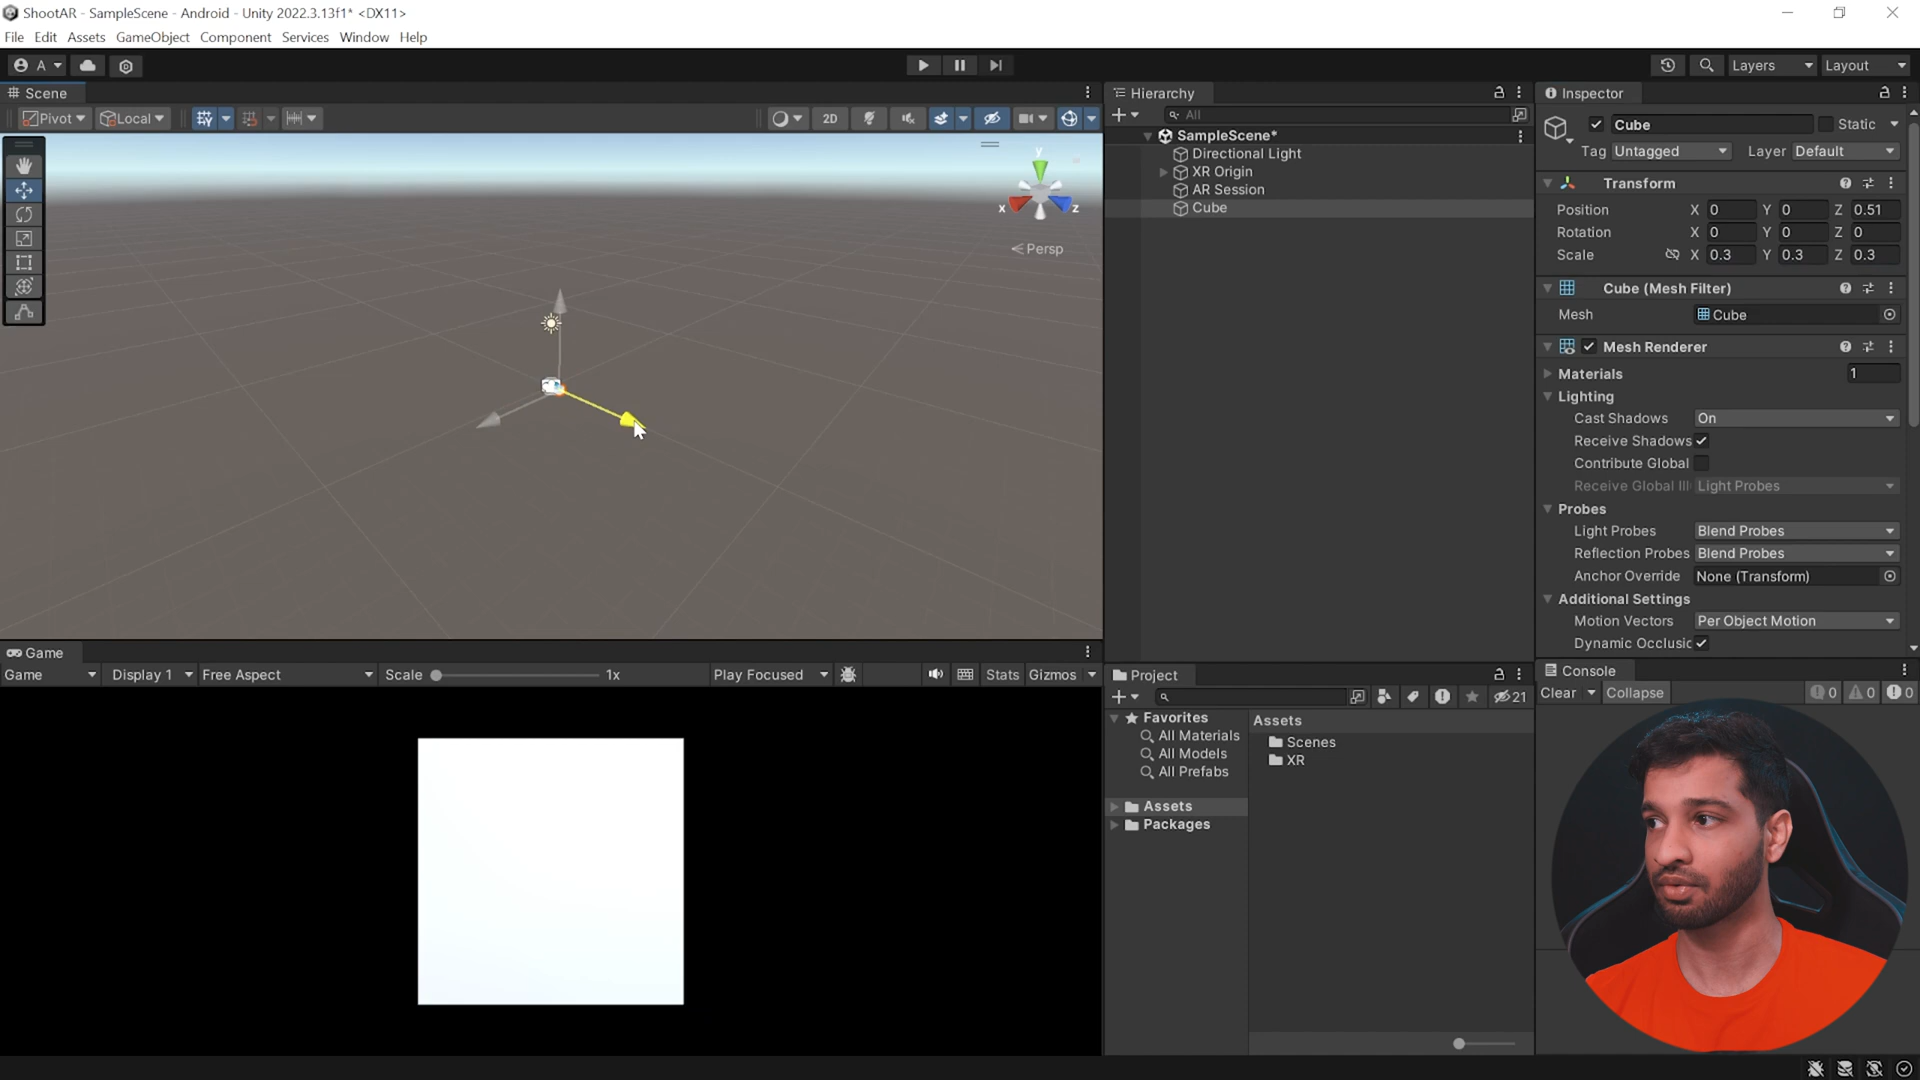 ShootAR - SampleScene - Android - Unity 2022.3.13f1* <DX11>
File Edit Assets GameObject Component Services Window Help
A
Layers Layout
Scene
Pivot Local 2D
y
x z
Persp
Hierarchy
All
SampleScene*
Directional Light
XR Origin
AR Session
Cube
Inspector
Cube Static
Tag Untagged Layer Default
Transform
Position X 0 Y 0 Z 0.51
Rotation X 0 Y 0 Z 0
Scale X 0.3 Y 0.3 Z 0.3
Cube (Mesh Filter)
Mesh Cube
Mesh Renderer
Materials 1
Lighting
Cast Shadows On
Receive Shadows
Contribute Global
Receive Global Ill Light Probes
Probes
Light Probes Blend Probes
Reflection Probes Blend Probes
Anchor Override None (Transform)
Additional Settings
Motion Vectors Per Object Motion
Dynamic Occlusic
Game
Game Display 1 Free Aspect Scale 1x Play Focused Stats Gizmos
Project
21
Favorites
All Materials
All Models
All Prefabs
Assets
Packages
Assets
Scenes
XR
Console
Clear Collapse 0 0 0